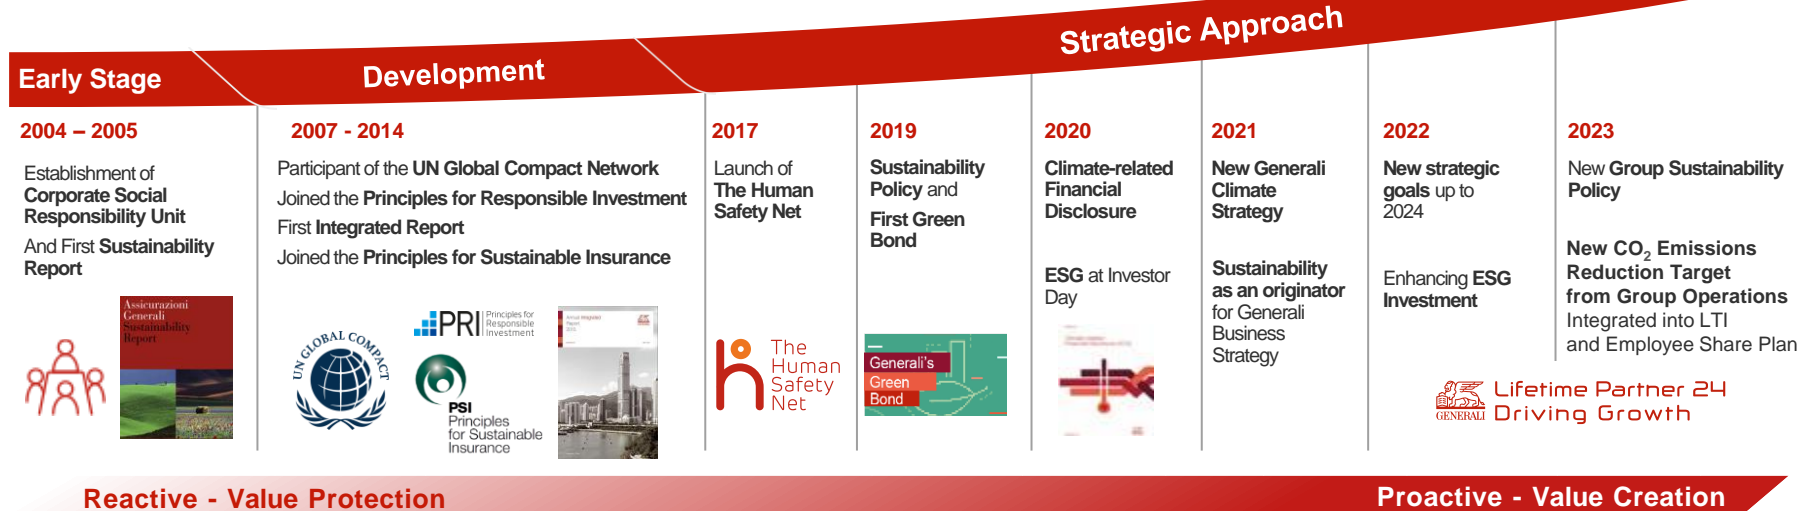 Strategic Approach
Development
Early Stage
2004 – 2005
Establishment of
Corporate Social
Responsibility Unit
And First Sustainability
Report
Assicurazioni
Generali
Sustainability
Report
2007 - 2014
Participant of the UN Global Compact Network
Joined the Principles for Responsible Investment
First Integrated Report
Joined the Principles for Sustainable Insurance
UN GLOBAL COMPACT
PRI
Principles for
Responsible
Investment
PSI
Principles
for Sustainable
Insurance
Annual Integrated
Report
2017
Launch of
The Human
Safety Net
The
Human
Safety
Net
2019
Sustainability
Policy and
First Green
Bond
Generali's
Green
Bond
2020
Climate-related
Financial
Disclosure
ESG at Investor
Day
2021
New Generali
Climate
Strategy
Sustainability
as an originator
for Generali
Business
Strategy
2022
New strategic
goals up to
2024
Enhancing ESG
Investment
2023
New Group Sustainability
Policy
New CO2 Emissions
Reduction Target
from Group Operations
Integrated into LTI
and Employee Share Plan
GENERALI
Lifetime Partner 24
Driving Growth
Reactive - Value Protection
Proactive - Value Creation